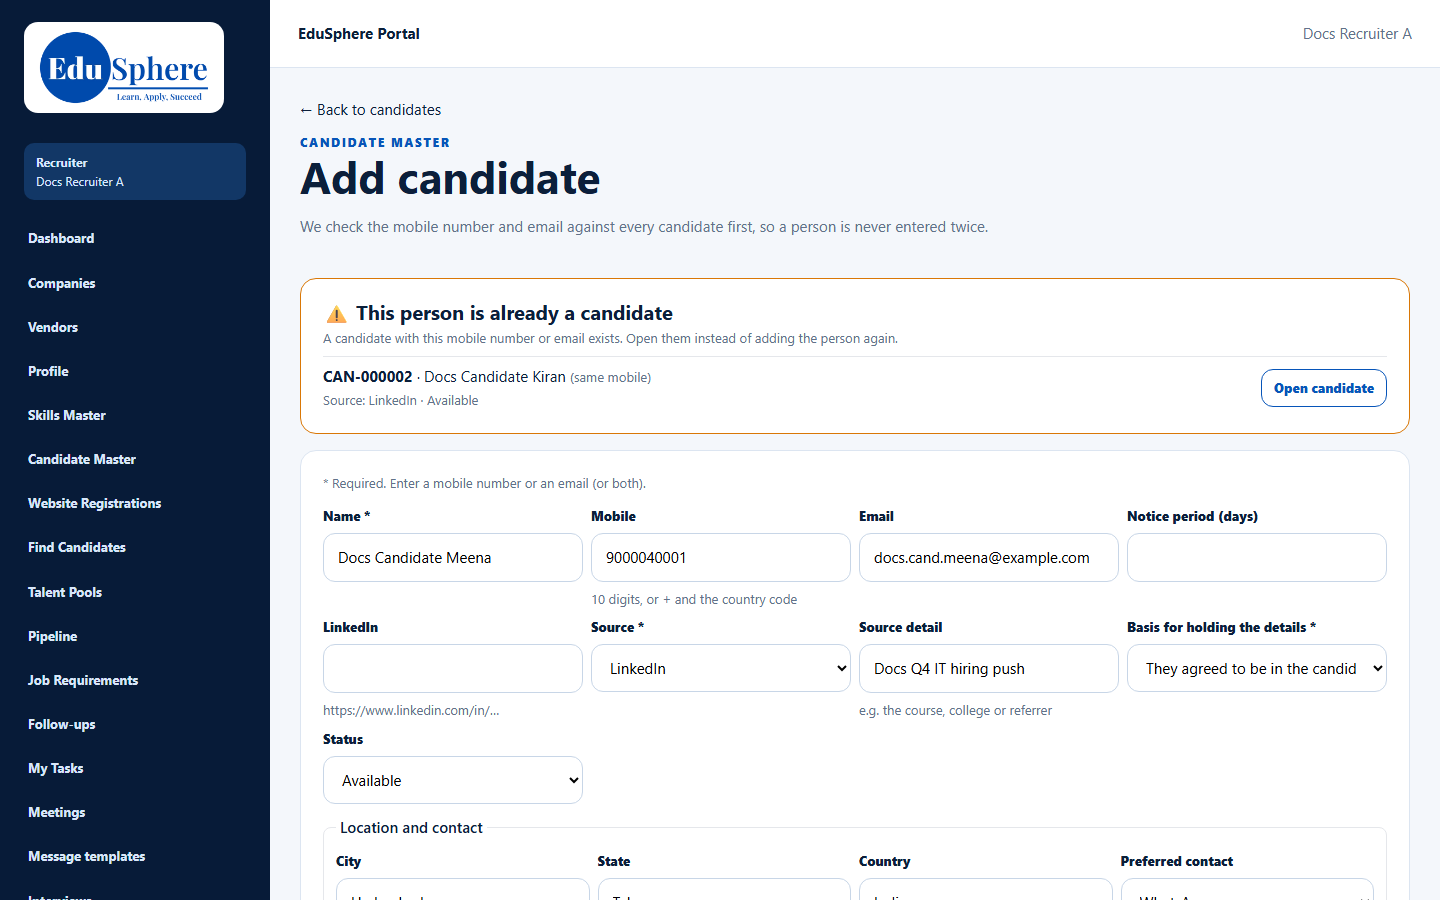 EduSphere
Learn. Apply. Succeed
EduSphere Portal
Docs Recruiter A
Recruiter
Docs Recruiter A
Dashboard
Companies
Vendors
Profile
Skills Master
Candidate Master
Website Registrations
Find Candidates
Talent Pools
Pipeline
Job Requirements
Follow-ups
My Tasks
Meetings
Message templates
← Back to candidates
CANDIDATE MASTER
Add candidate
We check the mobile number and email against every candidate first, so a person is never entered twice.
⚠ This person is already a candidate
A candidate with this mobile number or email exists. Open them instead of adding the person again.
CAN-000002 · Docs Candidate Kiran (same mobile)
Source: LinkedIn · Available
Open candidate
* Required. Enter a mobile number or an email (or both).
Name * Mobile Email Notice period (days)
Docs Candidate Meena 9000040001 docs.cand.meena@example.com
10 digits, or + and the country code
LinkedIn Source * Source detail Basis for holding the details *
LinkedIn Docs Q4 IT hiring push They agreed to be in the candid
https://www.linkedin.com/in/... e.g. the course, college or referrer
Status
Available
Location and contact
City State Country Preferred contact